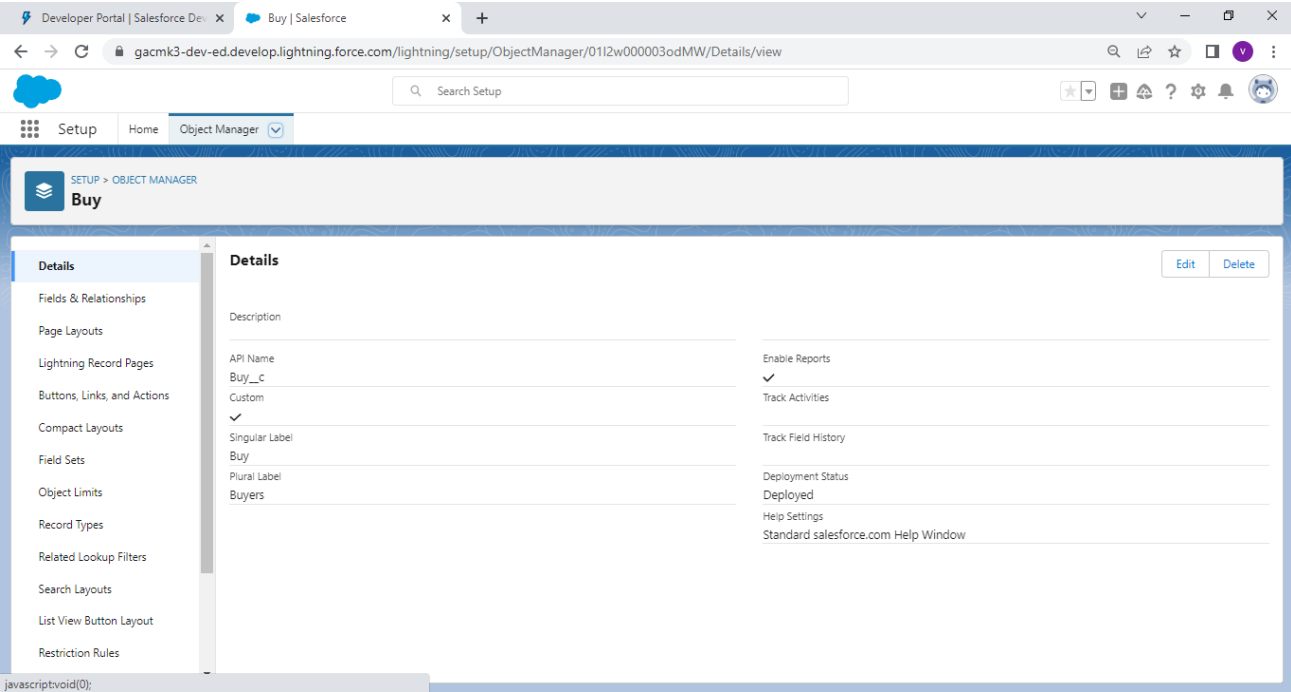 Developer Portal | Salesforce Dev
Buy | Salesforce
gacmk3-dev-ed.develop.lightning.force.com/lightning/setup/ObjectManager/01I2w000003odMW/Details/view
V
Search Setup
Setup
Home
Object Manager
SETUP > OBJECT MANAGER
Buy
Details
Fields & Relationships
Page Layouts
Lightning Record Pages
Buttons, Links, and Actions
Compact Layouts
Field Sets
Object Limits
Record Types
Related Lookup Filters
Search Layouts
List View Button Layout
Restriction Rules
Details
Edit
Delete
Description
API Name
Buy__c
Custom
Singular Label
Buy
Plural Label
Buyers
Enable Reports
Track Activities
Track Field History
Deployment Status
Deployed
Help Settings
Standard salesforce.com Help Window
javascript:void(0);